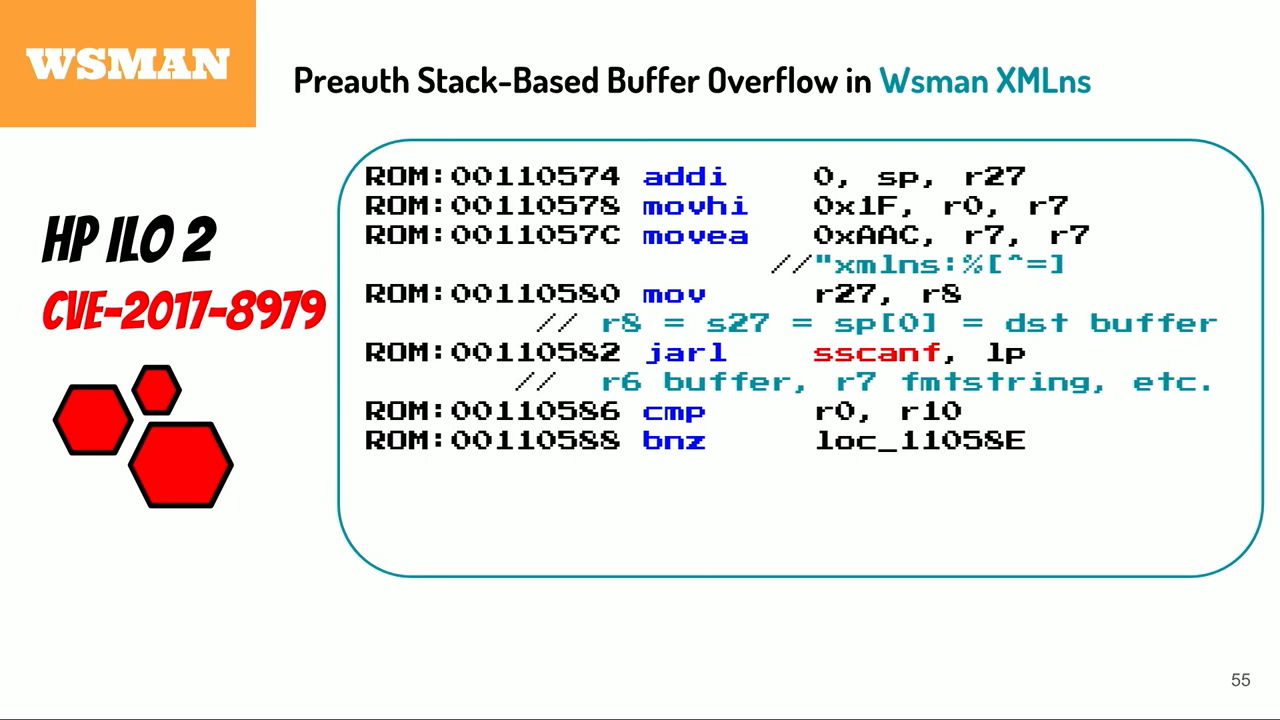 WSMAN
Preauth Stack-Based Buffer Overflow in Wsman XMLns
HP ILO 2
CVE-2017-8979
ROM:00110574 addi 0, sp, r27
ROM:00110578 movhi 0x1F, r0, r7
ROM:0011057C movea 0xAAC, r7, r7
//"xmlns:%[^=]
ROM:00110580 mov r27, r8
// r8 = s27 = sp[0] = dst buffer
ROM:00110582 jarl sscanf, lp
// r6 buffer, r7 fmtstring, etc.
ROM:00110586 cmp r0, r10
ROM:00110588 bnz loc_11058E
55